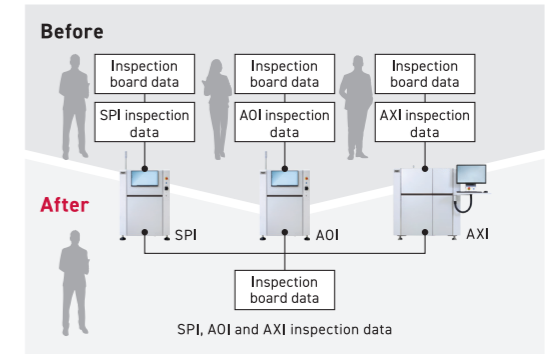 Before
Inspection
board data
Inspection
board data
Inspection
board data
SPI inspection
data
AOI inspection
data
AXI inspection
data
After
SPI
AOI
AXI
Inspection
board data
SPI, AOI and AXI inspection data